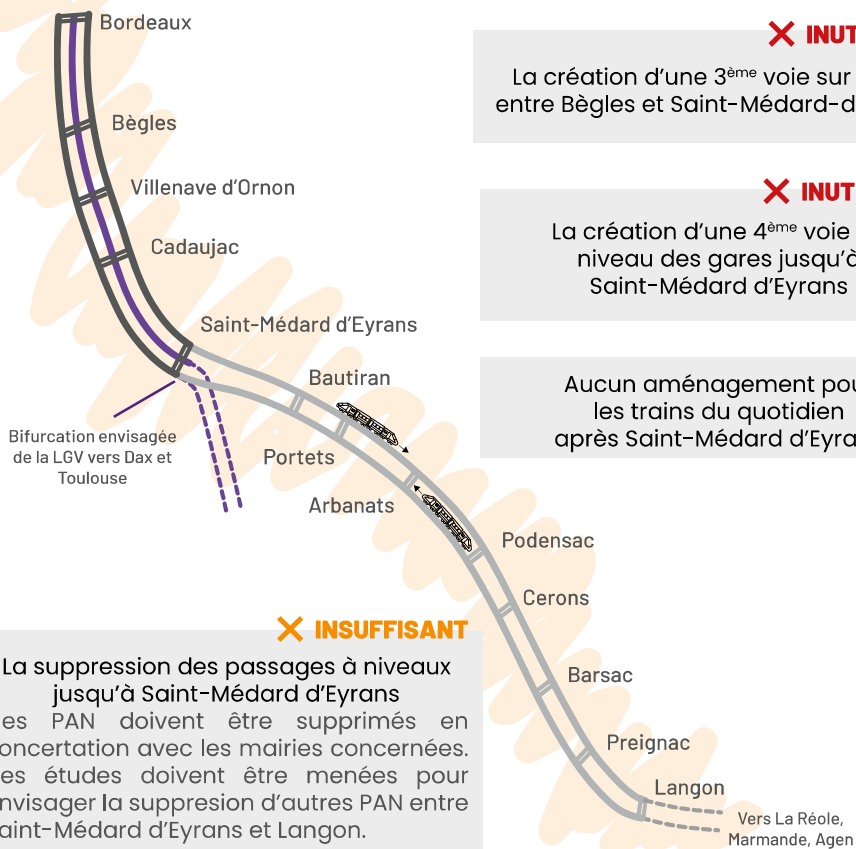 Bordeaux
Bègles
Villenave d'Ornon
Cadaujac
Saint-Médard d'Eyrans
Bautiran
Bifurcation envisagée
de la LGV vers Dax et
Toulouse
Portets
Arbanats
Podensac
Cerons
Barsac
Preignac
Langon
Vers La Réole,
Marmande, Agen
INUT
La création d'une 3ème voie sur
entre Bègles et Saint-Médard-d
INUT
La création d'une 4ème voie
niveau des gares jusqu'à
Saint-Médard d'Eyrans
Aucun aménagement pou
les trains du quotidien
après Saint-Médard d'Eyra
INSUFFISANT
La suppression des passages à niveaux
jusqu'à Saint-Médard d'Eyrans
es PAN doivent être supprimés en
oncertation avec les mairies concernées.
es études doivent être menées pour
nvisager la suppresion d'autres PAN entre
aint-Médard d'Eyrans et Langon.